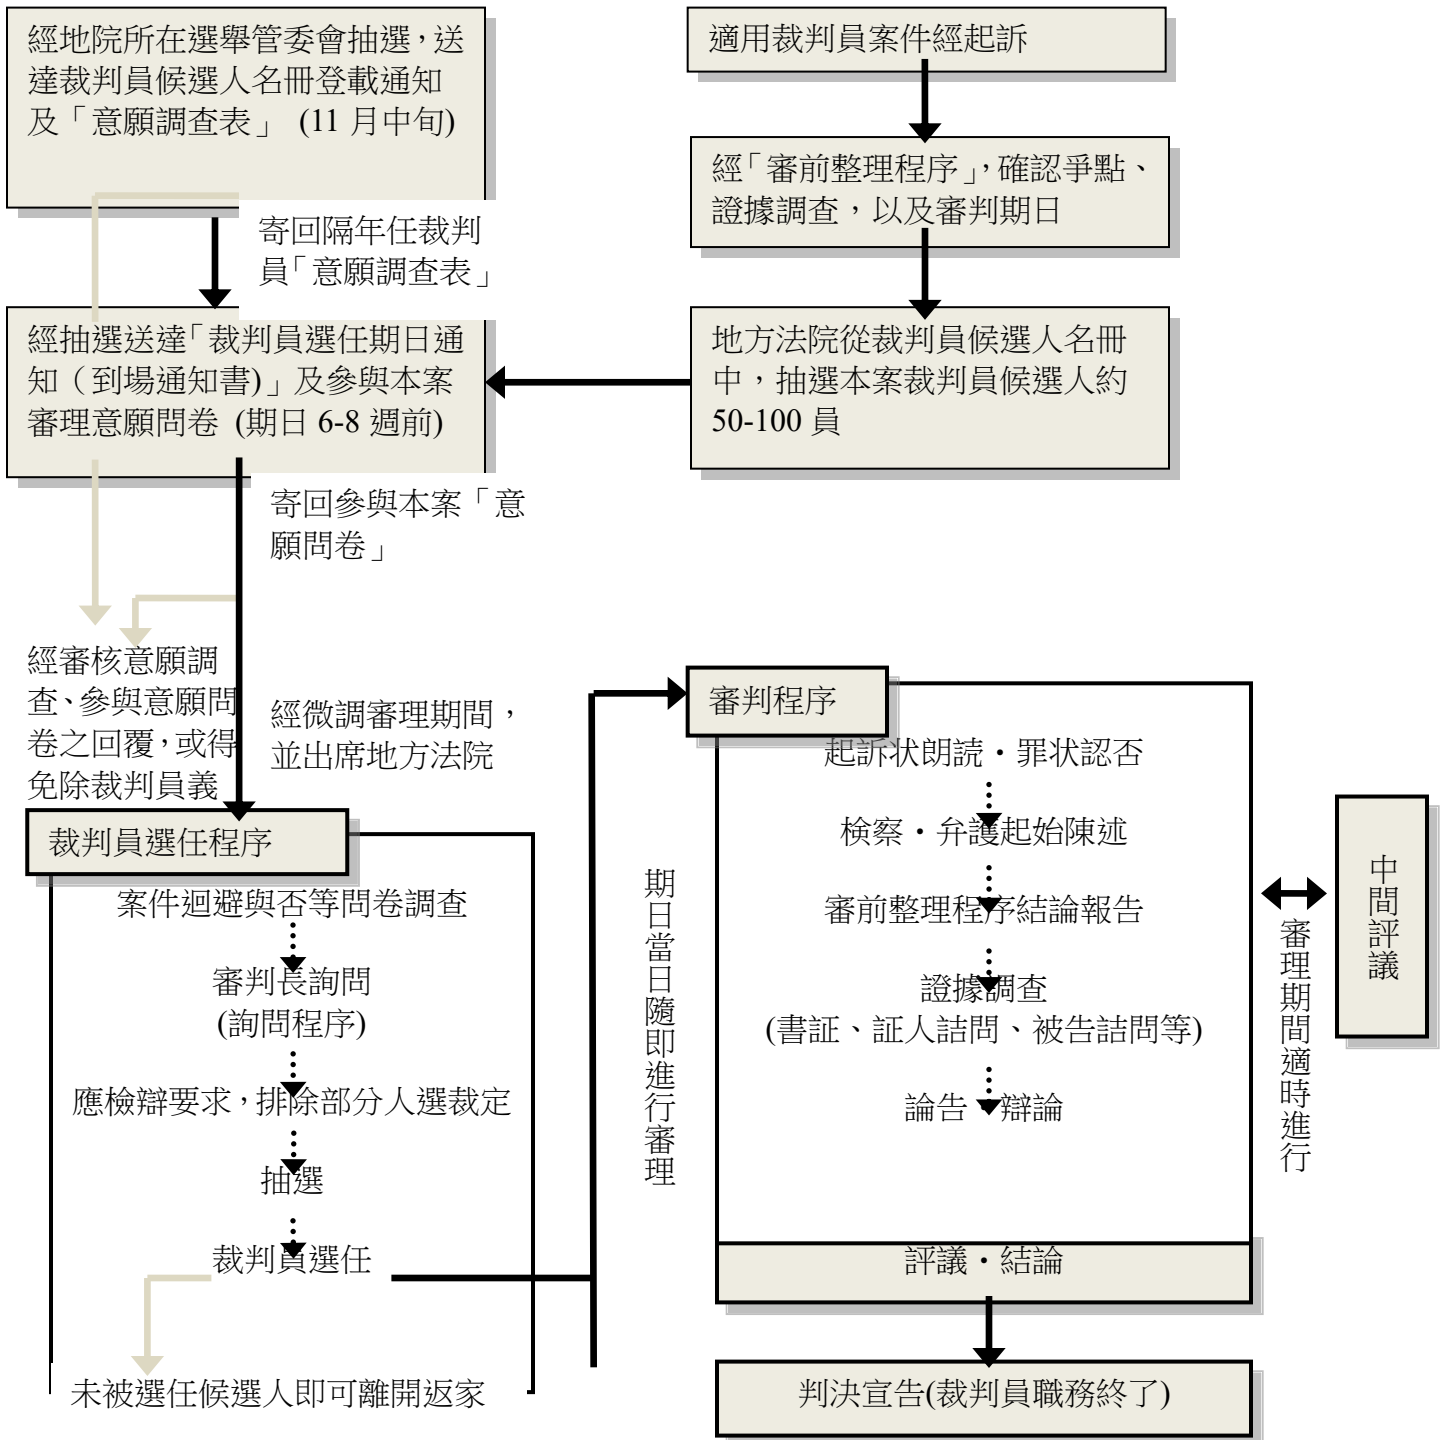 經地院所在選舉管委會抽選，送
達裁判員候選人名冊登載通知
及「意願調查表」 (11 月中旬)
寄回隔年任裁判
員「意願調查表」
經抽選送達「裁判員選任期日通
知（到場通知書)」及參與本案
審理意願問卷 (期日 6-8 週前)
寄回參與本案「意
願問卷」
適用裁判員案件經起訴
經「審前整理程序」，確認爭點、
證據調查，以及審判期日
地方法院從裁判員候選人名冊
中，抽選本案裁判員候選人約
50-100 員
經審核意願調
查、參與意願問
卷之回覆，或得
免除裁判員義
經微調審理期間，
並出席地方法院
裁判員選任程序
案件迴避與否等問卷調查
審判長詢問
(詢問程序)
應檢辯要求，排除部分人選裁定
抽選
裁判員選任
未被選任候選人即可離開返家
期日當日隨即進行審理
審判程序
起訴状朗読・罪状認否
検察・弁護起始陳述
審前整理程序結論報告
證據調查
(書証、証人詰問、被告詰問等)
論告・辯論
評議・結論
判決宣告(裁判員職務終了)
審理期間適時進行
中間評議